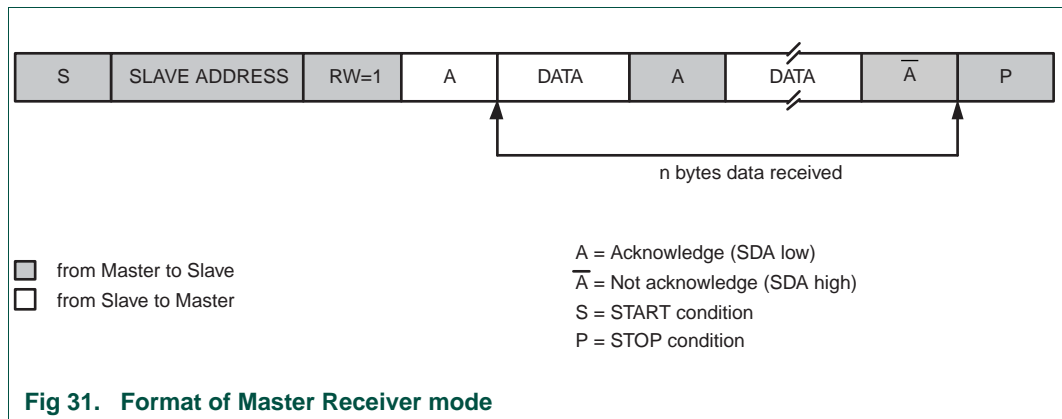 S SLAVE ADDRESS RW=1 A DATA A DATA A̅ P
n bytes data received
from Master to Slave
from Slave to Master
A = Acknowledge (SDA low)
A̅ = Not acknowledge (SDA high)
S = START condition
P = STOP condition
Fig 31. Format of Master Receiver mode